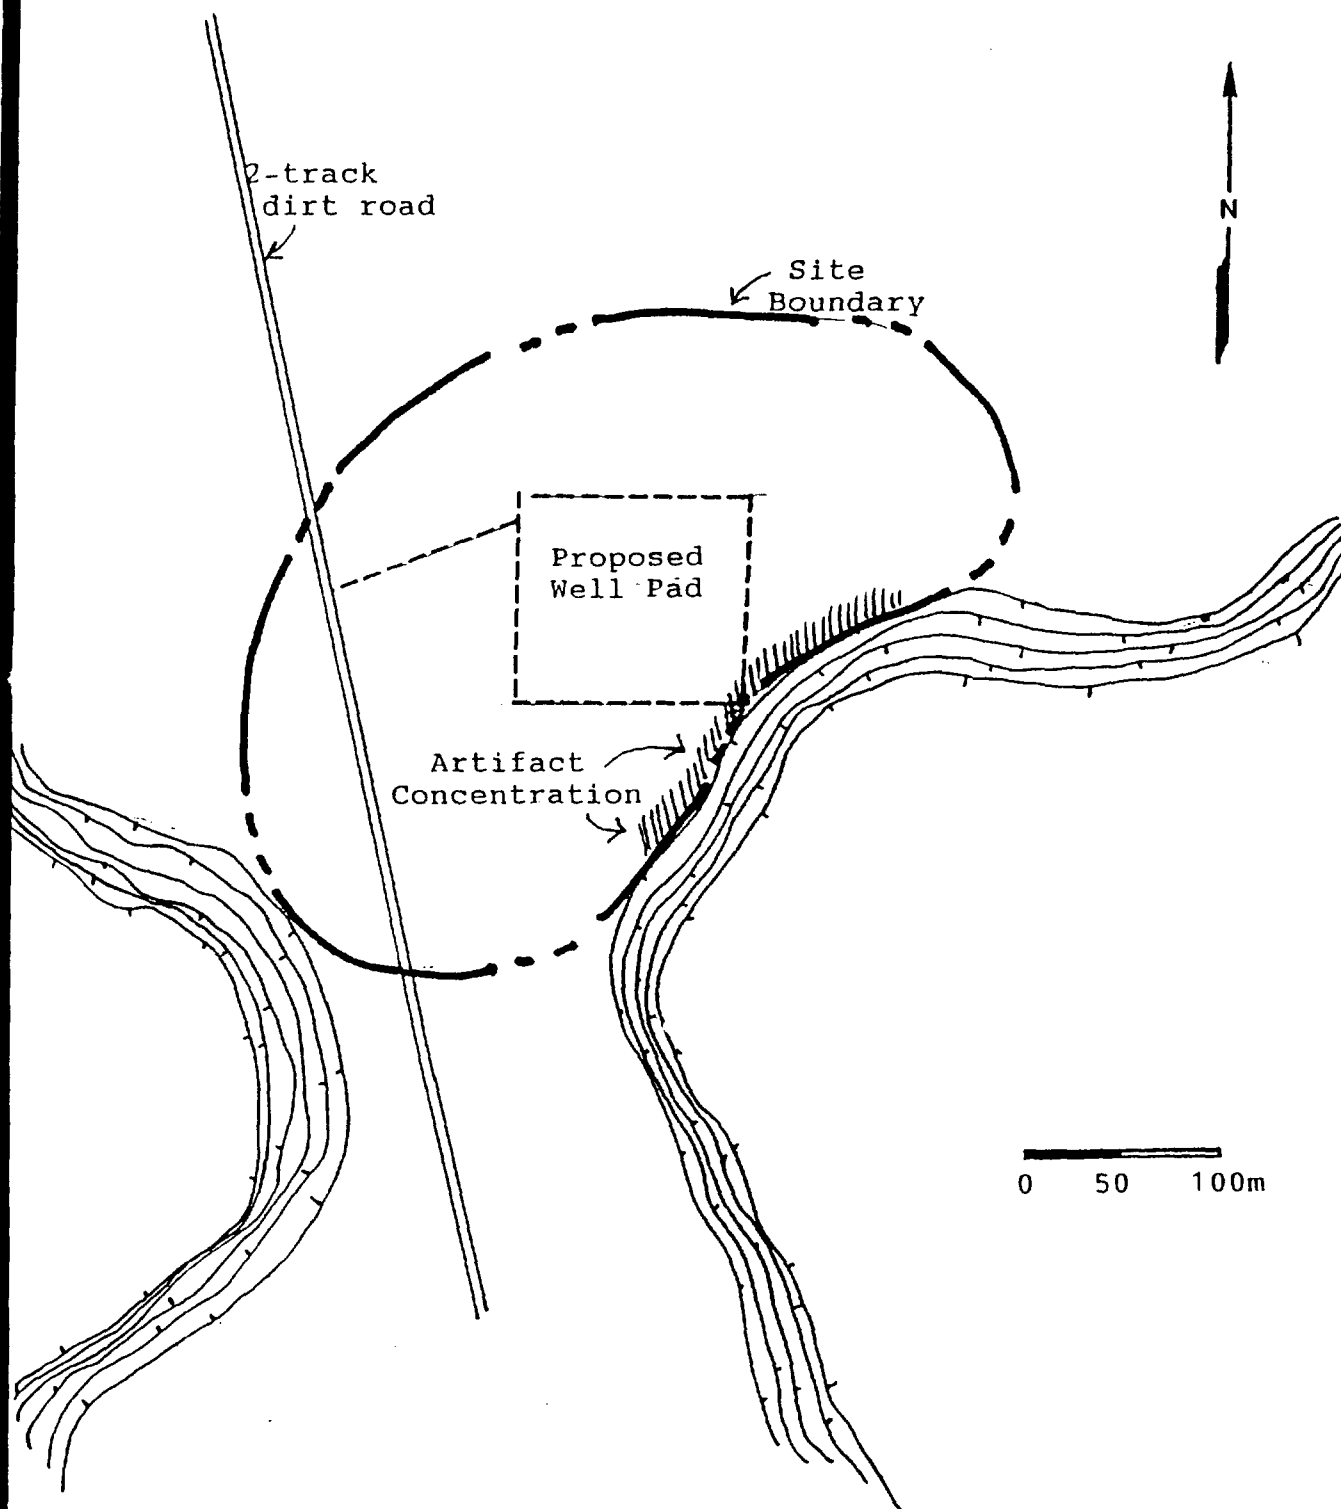 2-track
dirt road
N
Site
Boundary
Proposed
Well Pad
Artifact
Concentration
0 50 100m